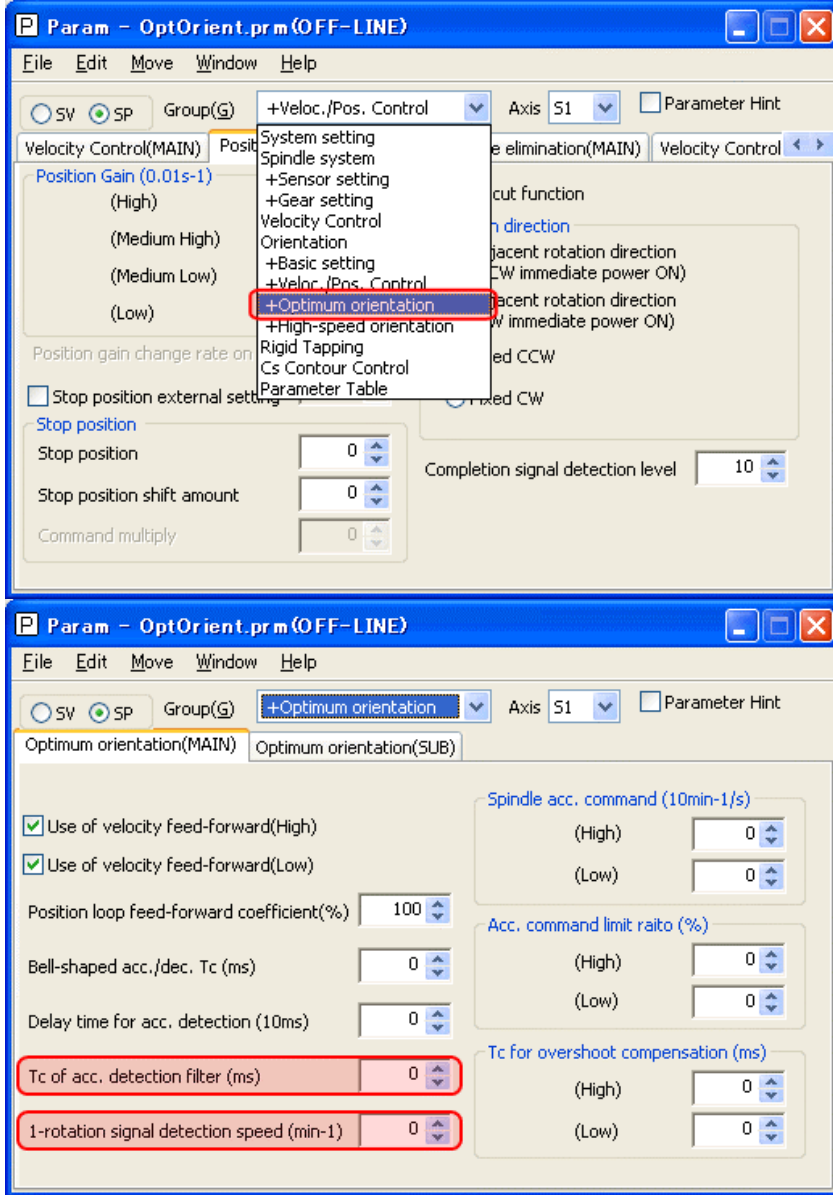 Param - OptOrient.prm(OFF-LINE)
File Edit Move Window Help
SV SP Group(G) +Veloc./Pos. Control Axis S1 Parameter Hint
Velocity Control(MAIN) Posit e elimination(MAIN) Velocity Control
System setting
Spindle system
+Sensor setting
+Gear setting
Velocity Control
Orientation
+Basic setting
+Veloc./Pos. Control
+Optimum orientation
+High-speed orientation
Rigid Tapping
Cs Contour Control
Parameter Table
Position Gain (0.01s-1)
(High)
(Medium High)
(Medium Low)
(Low)
Position gain change rate on
Stop position external setting
Stop position
Stop position 0
Stop position shift amount 0
Command multiply 0
cut function
n direction
jacent rotation direction
CW immediate power ON)
jacent rotation direction
W immediate power ON)
ed CCW
Fixed CW
Completion signal detection level 10
Param - OptOrient.prm(OFF-LINE)
File Edit Move Window Help
SV SP Group(G) +Optimum orientation Axis S1 Parameter Hint
Optimum orientation(MAIN) Optimum orientation(SUB)
Use of velocity feed-forward(High)
Use of velocity feed-forward(Low)
Position loop feed-forward coefficient(%) 100
Bell-shaped acc./dec. Tc (ms) 0
Delay time for acc. detection (10ms) 0
Tc of acc. detection filter (ms) 0
1-rotation signal detection speed (min-1) 0
Spindle acc. command (10min-1/s)
(High) 0
(Low) 0
Acc. command limit raito (%)
(High) 0
(Low) 0
Tc for overshoot compensation (ms)
(High) 0
(Low) 0